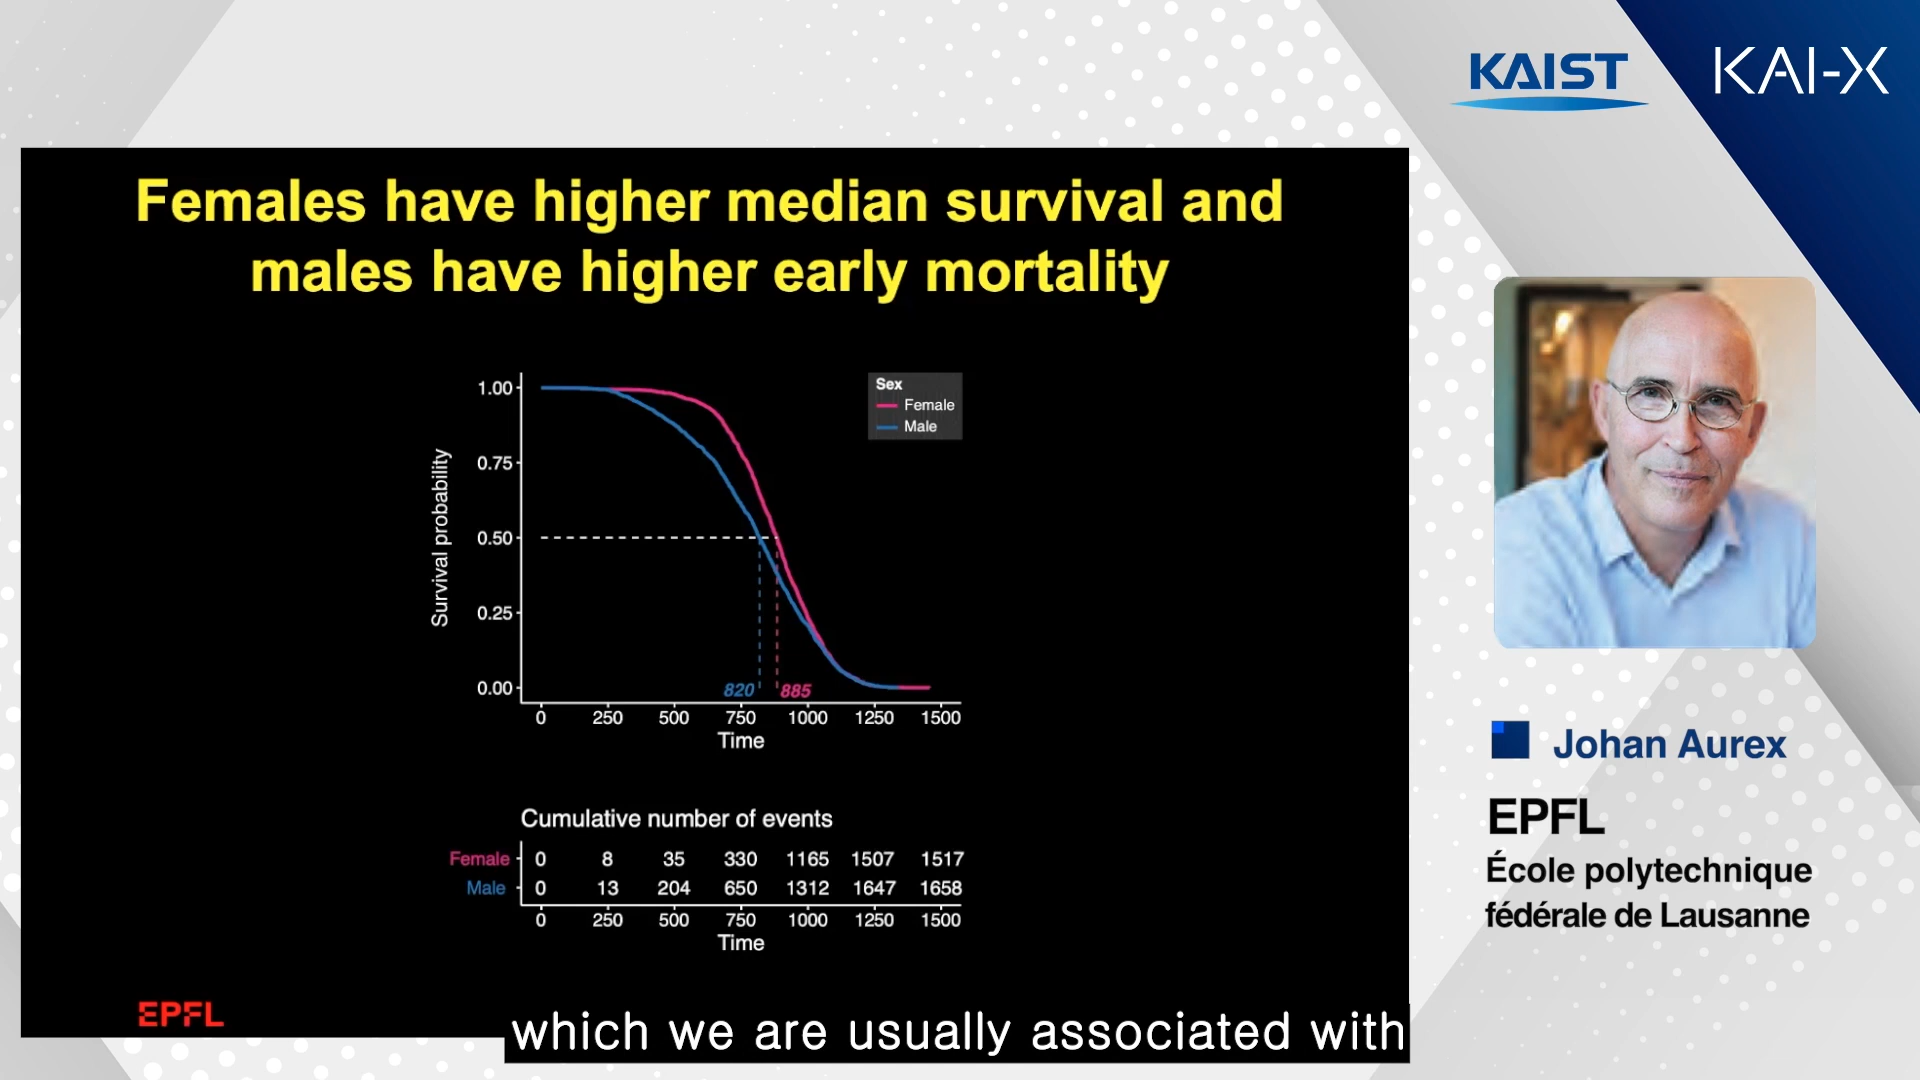 KAIST
KAI-X
Females have higher median survival and
males have higher early mortality
Sex
Female
Male
Survival probability
1.00
0.75
0.50
0.25
0.00
820
885
0 250 500 750 1000 1250 1500
Time
Cumulative number of events
Female 0 8 35 330 1165 1507 1517
Male 0 13 204 650 1312 1647 1658
0 250 500 750 1000 1250 1500
Time
EPFL
which we are usually associated with
Johan Aurex
EPFL
École polytechnique
fédérale de Lausanne